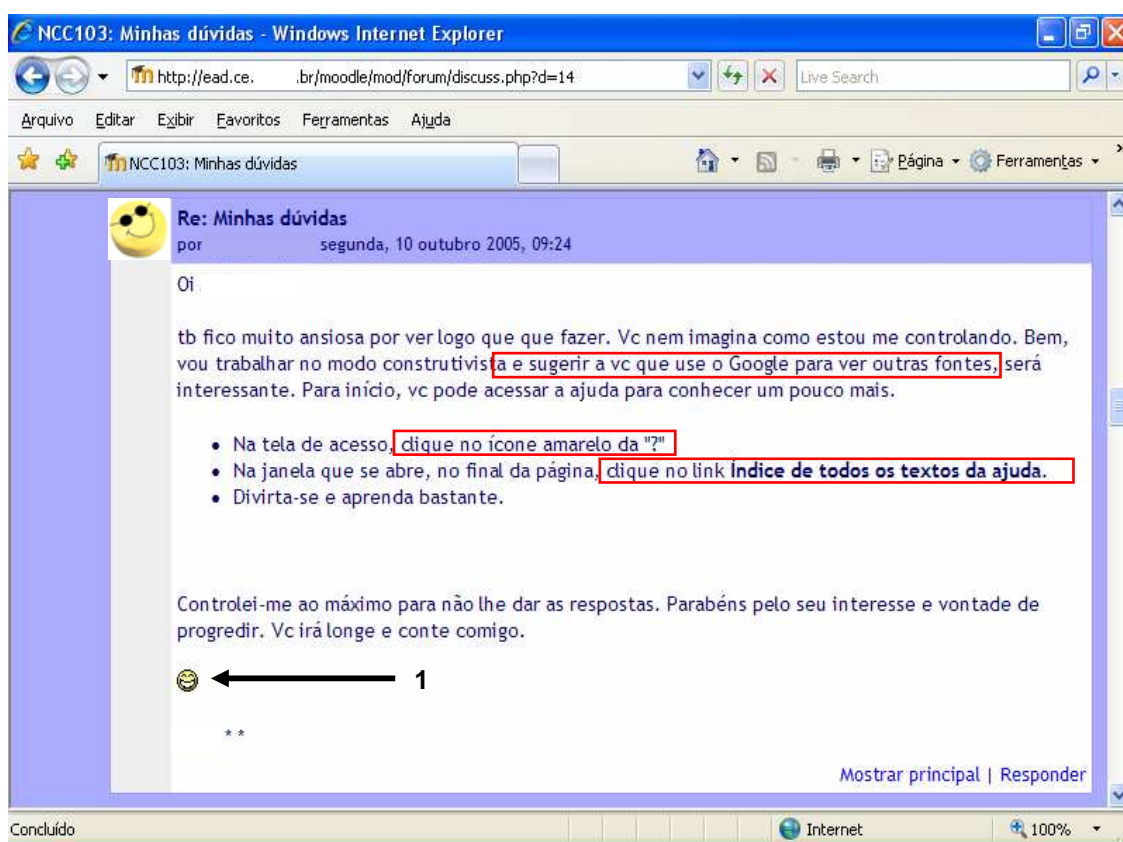 NCC103: Minhas dúvidas - Windows Internet Explorer
http://ead.ce. .br/moodle/mod/forum/discuss.php?d=14
Live Search
Arquivo Editar Exibir Favoritos Ferramentas Ajuda
NCC103: Minhas dúvidas
Página Ferramentas
Re: Minhas dúvidas
por segunda, 10 outubro 2005, 09:24
Oi
tb fico muito ansiosa por ver logo que que fazer. Vc nem imagina como estou me controlando. Bem,
vou trabalhar no modo construtivista e sugerir a vc que use o Google para ver outras fontes, será
interessante. Para início, vc pode acessar a ajuda para conhecer um pouco mais.
• Na tela de acesso, clique no ícone amarelo da "?"
• Na janela que se abre, no final da página, clique no link Índice de todos os textos da ajuda.
• Divirta-se e aprenda bastante.
Controlei-me ao máximo para não lhe dar as respostas. Parabéns pelo seu interesse e vontade de
progredir. Vc irá longe e conte comigo.
1
* *
Mostrar principal | Responder
Concluído Internet 100%